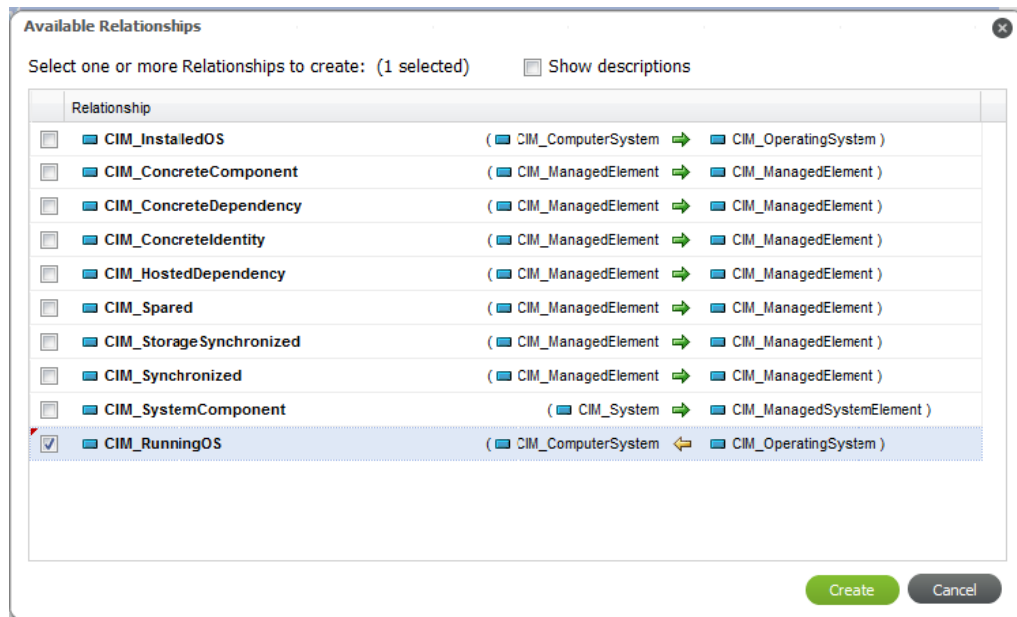 Available Relationships
Select one or more Relationships to create: (1 selected) Show descriptions
Relationship
CIM_InstalledOS ( CIM_ComputerSystem CIM_OperatingSystem )
CIM_ConcreteComponent ( CIM_ManagedElement CIM_ManagedElement )
CIM_ConcreteDependency ( CIM_ManagedElement CIM_ManagedElement )
CIM_ConcreteIdentity ( CIM_ManagedElement CIM_ManagedElement )
CIM_HostedDependency ( CIM_ManagedElement CIM_ManagedElement )
CIM_Spared ( CIM_ManagedElement CIM_ManagedElement )
CIM_StorageSynchronized ( CIM_ManagedElement CIM_ManagedElement )
CIM_Synchronized ( CIM_ManagedElement CIM_ManagedElement )
CIM_SystemComponent ( CIM_System CIM_ManagedSystemElement )
CIM_RunningOS ( CIM_ComputerSystem CIM_OperatingSystem )
Create Cancel